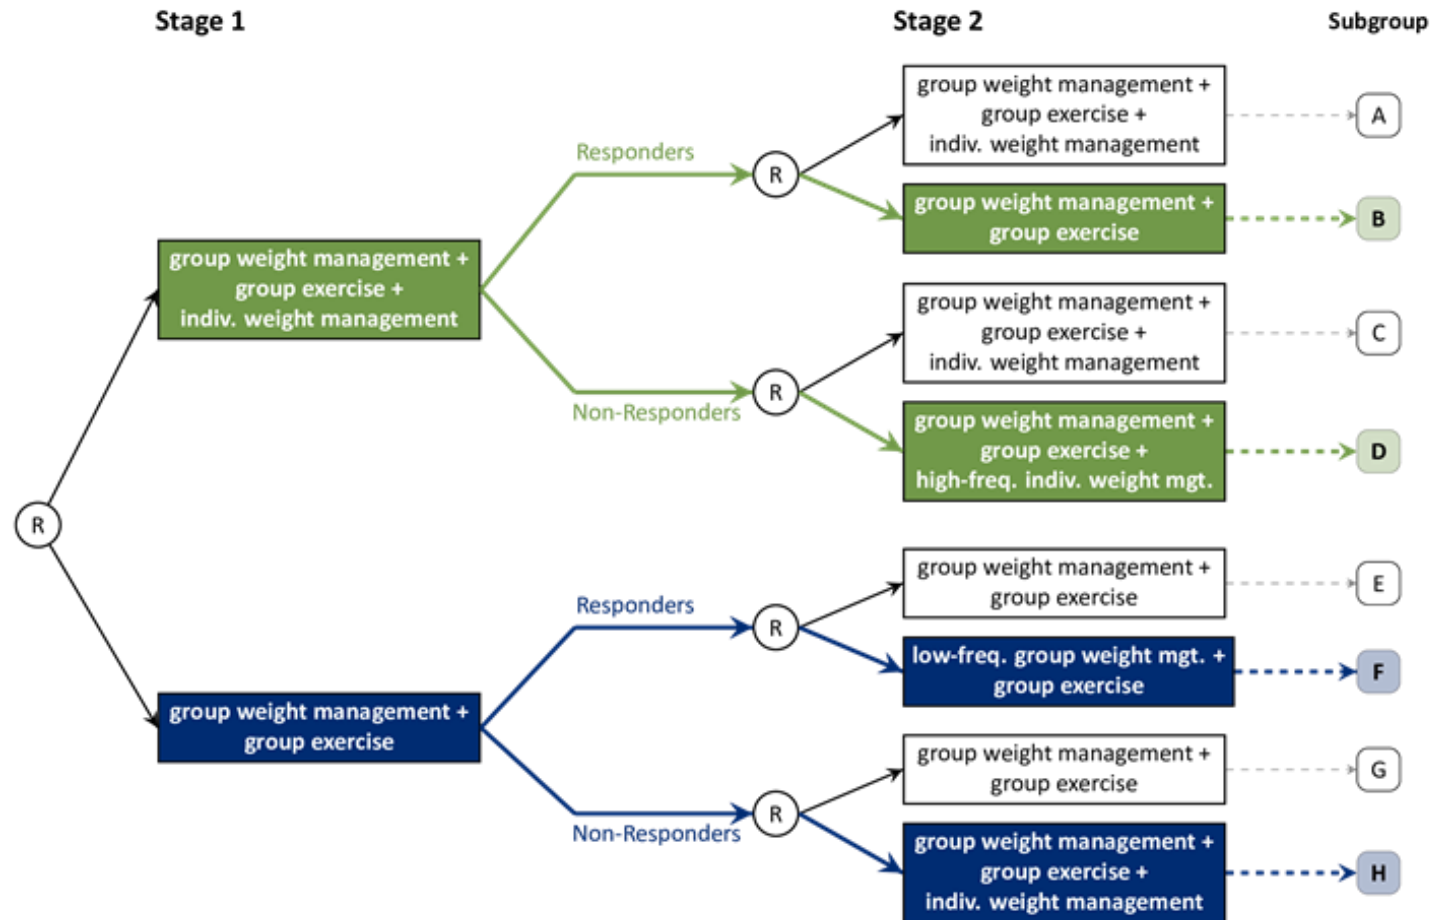 Stage 1
Stage 2
Subgroup
R
group weight management +
group exercise +
indiv. weight management
Responders
R
group weight management +
group exercise +
indiv. weight management
A
group weight management +
group exercise
B
Non-Responders
R
group weight management +
group exercise +
indiv. weight management
C
group weight management +
group exercise +
high-freq. indiv. weight mgt.
D
group weight management +
group exercise
Responders
R
group weight management +
group exercise
E
low-freq. group weight mgt. +
group exercise
F
Non-Responders
R
group weight management +
group exercise
G
group weight management +
group exercise +
indiv. weight management
H